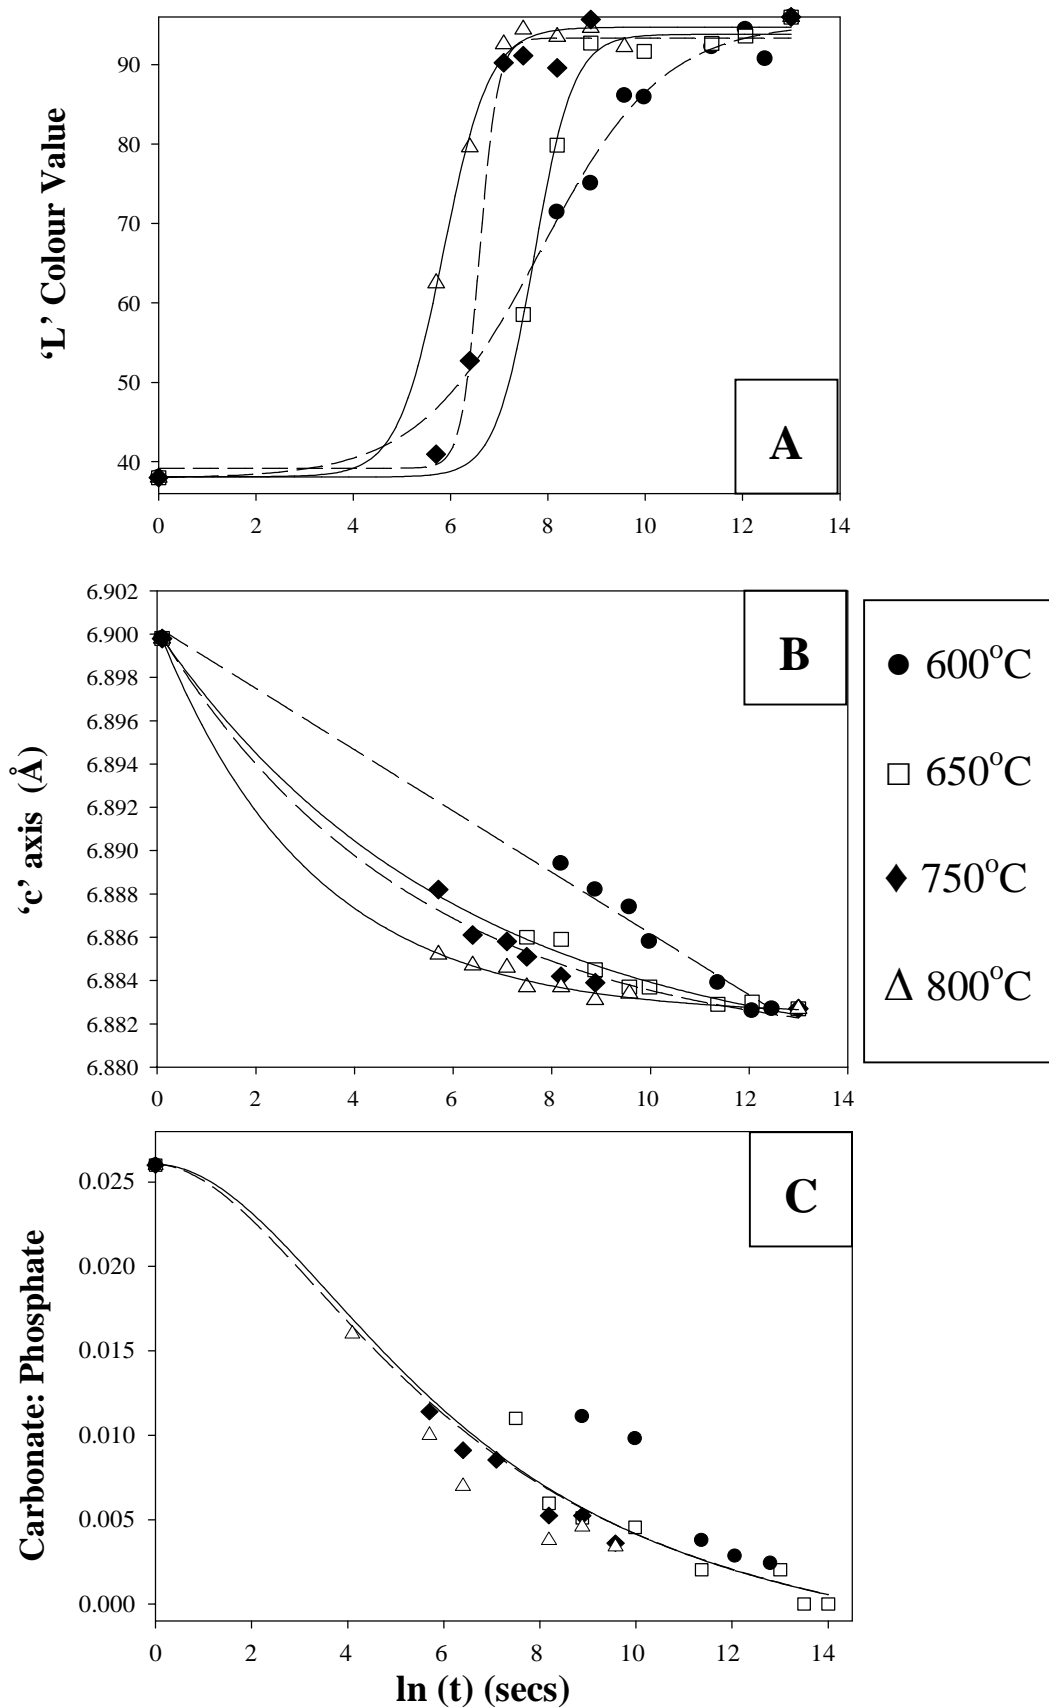 ‘L’ Colour Value
90
80
70
60
50
40
A
0 2 4 6 8 10 12 14
‘c’ axis (Å)
6.902
6.900
6.898
6.896
6.894
6.892
6.890
6.888
6.886
6.884
6.882
6.880
B
0 2 4 6 8 10 12 14
600°C
650°C
750°C
800°C
Carbonate: Phosphate
0.025
0.020
0.015
0.010
0.005
0.000
C
0 4 6 8 10 12 14
ln (t) (secs)